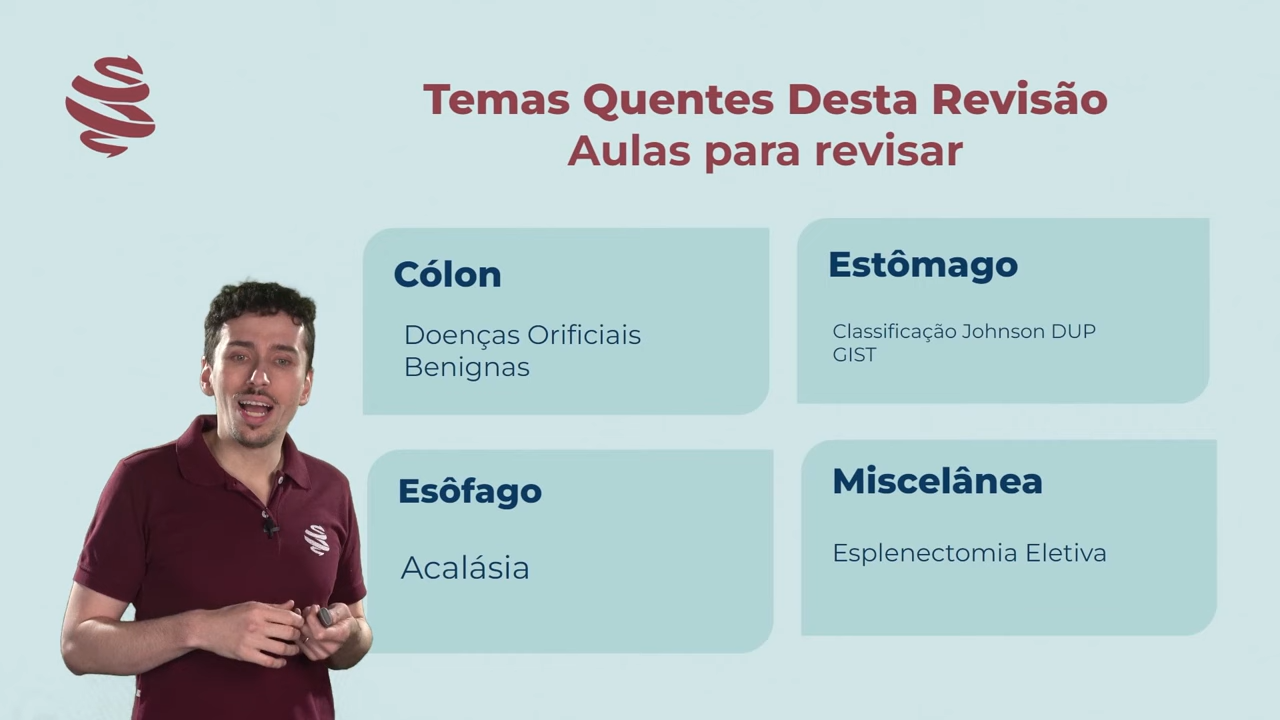 Temas Quentes Desta Revisão
Aulas para revisar
Cólon
Doenças Orificiais
Benignas
Estômago
Classificação Johnson DUP
GIST
Esôfago
Acalásia
Miscelânea
Esplenectomia Eletiva